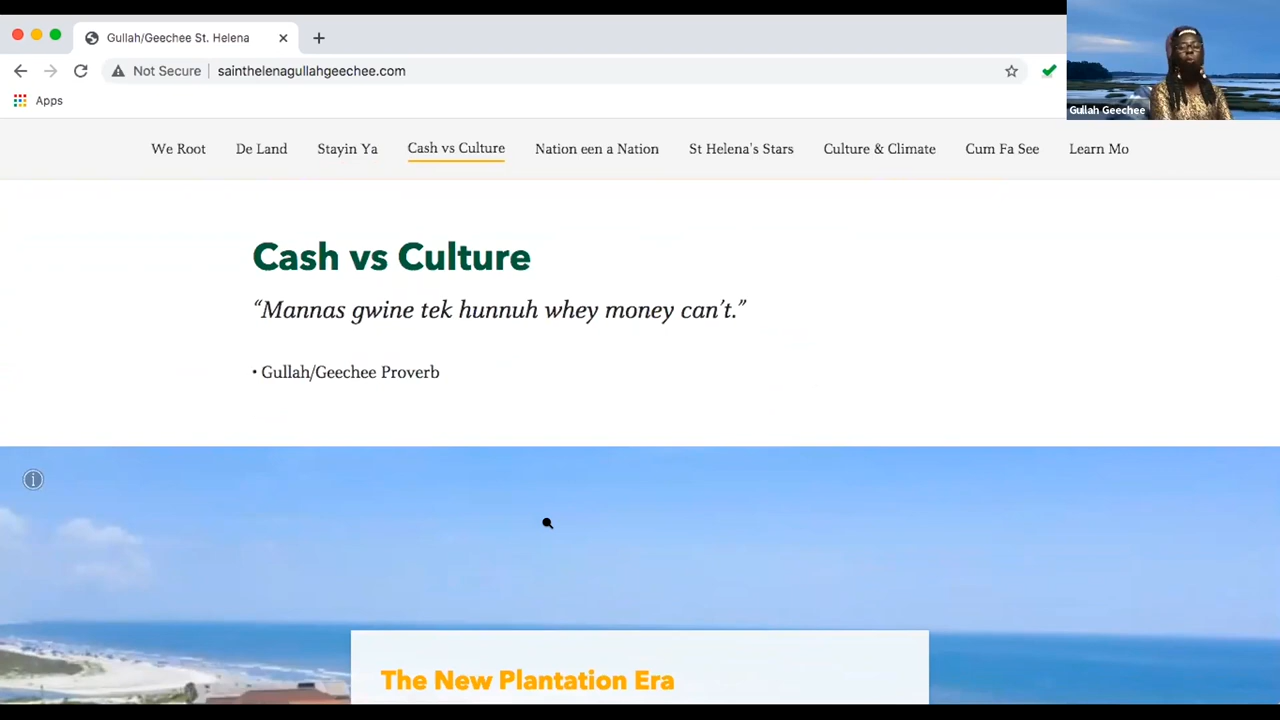 Gullah/Geechee St. Helena
Not Secure
sainthelenagullahgeechee.com
Apps
Gullah Geechee
We Root
De Land
Stayin Ya
Cash vs Culture
Nation een a Nation
St Helena's Stars
Culture & Climate
Cum Fa See
Learn Mo
Cash vs Culture
“Mannas gwine tek hunnuh whey money can’t.”
• Gullah/Geechee Proverb
The New Plantation Era